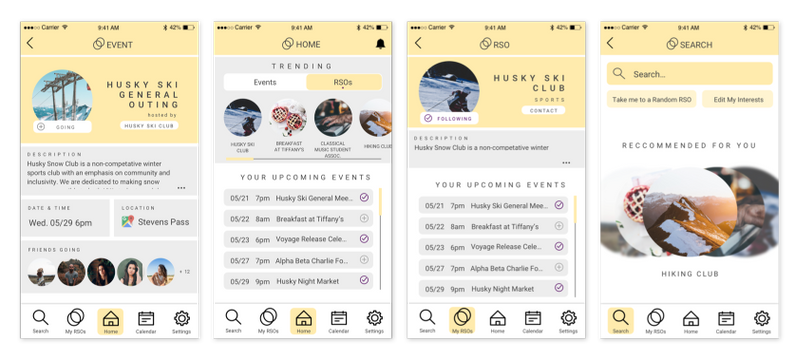 Carrier 9:41 AM 42%
EVENT
HUSKY SKI
GENERAL
OUTING
hosted by
GOING
HUSKY SKI CLUB
DESCRIPTION
Husky Snow Club is a non-competative winter
sports club with an emphasis on community and
inclusivity. We are dedicated to making snow
...
DATE & TIME
Wed. 05/29 6pm
LOCATION
Stevens Pass
FRIENDS GOING
+ 12
Search
My RSOs
Home
Calendar
Settings
Carrier 9:41 AM 42%
HOME
TRENDING
Events
RSOs
HUSKY SKI
CLUB
BREAKFAST
AT TIFFANY'S
CLASSICAL
MUSIC STUDENT
ASSOC.
HIKING CLUB
YOUR UPCOMING EVENTS
05/21 7pm Husky Ski General Mee...
05/22 8am Breakfast at Tiffany's
05/23 6pm Voyage Release Cele...
05/27 7pm Alpha Beta Charlie Fo...
05/29 9pm Husky Night Market
Search
My RSOs
Home
Calendar
Settings
Carrier 9:41 AM 42%
RSO
HUSKY SKI
CLUB
SPORTS
CONTACT
FOLLOWING
DESCRIPTION
Husky Snow Club is a non-competative winter
...
YOUR UPCOMING EVENTS
05/21 7pm Husky Ski General Mee...
05/22 8am Breakfast at Tiffany's
05/23 6pm Voyage Release Cele...
05/27 7pm Alpha Beta Charlie Fo...
05/29 9pm Husky Night Market
Search
My RSOs
Home
Calendar
Settings
Carrier 9:41 AM 42%
SEARCH
Search...
Take me to a Random RSO
Edit My Interests
RECOMMENDED FOR YOU
HIKING CLUB
Search
My RSOs
Home
Calendar
Settings